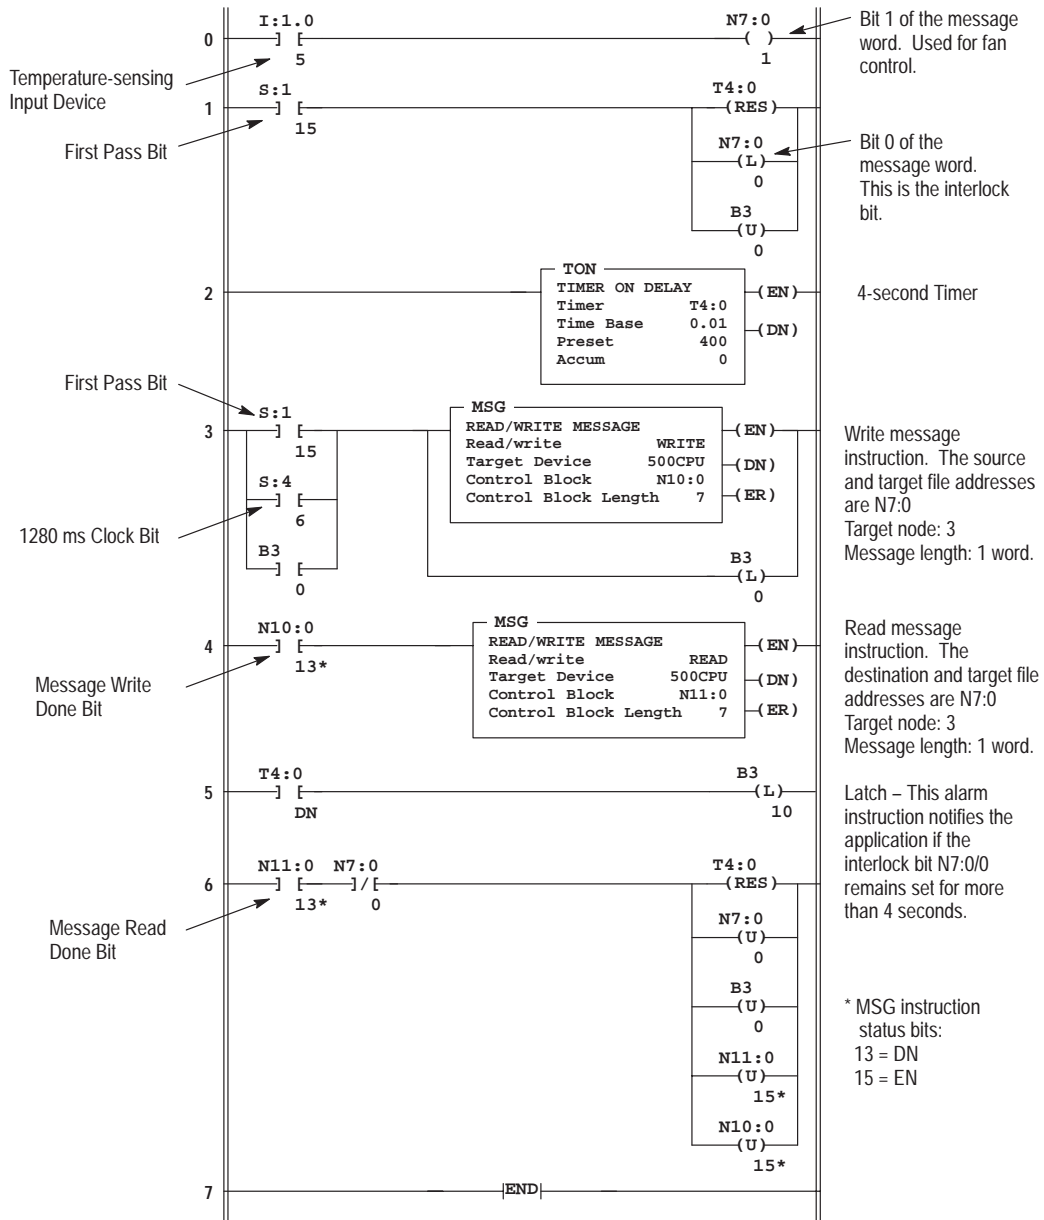 I:1.0
N7:0
0
] [
( )
5
1
Bit 1 of the message
word. Used for fan
control.
Temperature-sensing
Input Device
S:1
T4:0
1
] [
(RES)
15
First Pass Bit
N7:0
(L)
0
Bit 0 of the
message word.
This is the interlock
bit.
B3
(U)
0
TON
TIMER ON DELAY
Timer T4:0
Time Base 0.01
Preset 400
Accum 0
2
(EN)
(DN)
4-second Timer
First Pass Bit
S:1
3
] [
15
MSG
READ/WRITE MESSAGE
Read/write WRITE
Target Device 500CPU
Control Block N10:0
Control Block Length 7
(EN)
(DN)
(ER)
Write message
instruction. The source
and target file addresses
are N7:0
Target node: 3
Message length: 1 word.
S:4
] [
6
1280 ms Clock Bit
B3
] [
0
B3
(L)
0
N10:0
4
] [
13*
Message Write
Done Bit
MSG
READ/WRITE MESSAGE
Read/write READ
Target Device 500CPU
Control Block N11:0
Control Block Length 7
(EN)
(DN)
(ER)
Read message
instruction. The
destination and target file
addresses are N7:0
Target node: 3
Message length: 1 word.
T4:0
B3
5
] [
(L)
DN
10
Latch – This alarm
instruction notifies the
application if the
interlock bit N7:0/0
remains set for more
than 4 seconds.
N11:0 N7:0
T4:0
6
] [ ]/[
(RES)
13* 0
Message Read
Done Bit
N7:0
(U)
0
B3
(U)
0
N11:0
(U)
15*
N10:0
(U)
15*
* MSG instruction
status bits:
13 = DN
15 = EN
7
END